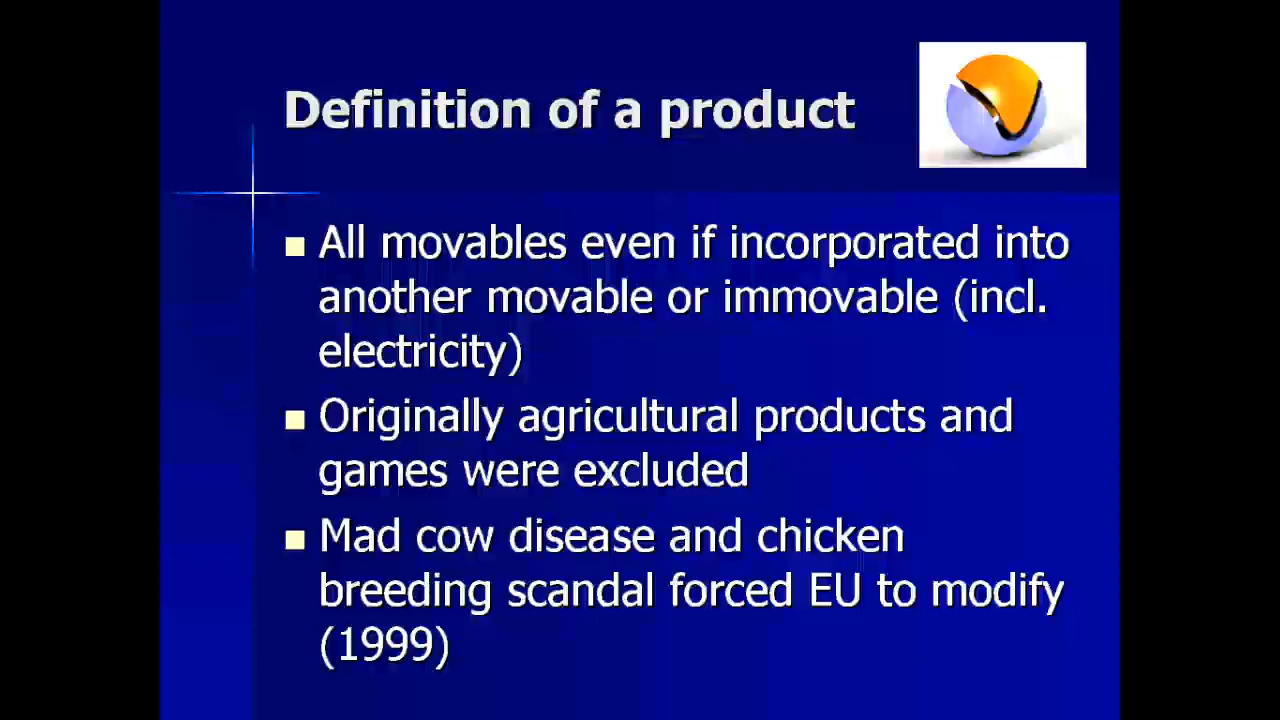 Definition of a product
All movables even if incorporated into
another movable or immovable (incl.
electricity)
Originally agricultural products and
games were excluded
Mad cow disease and chicken
breeding scandal forced EU to modify
(1999)